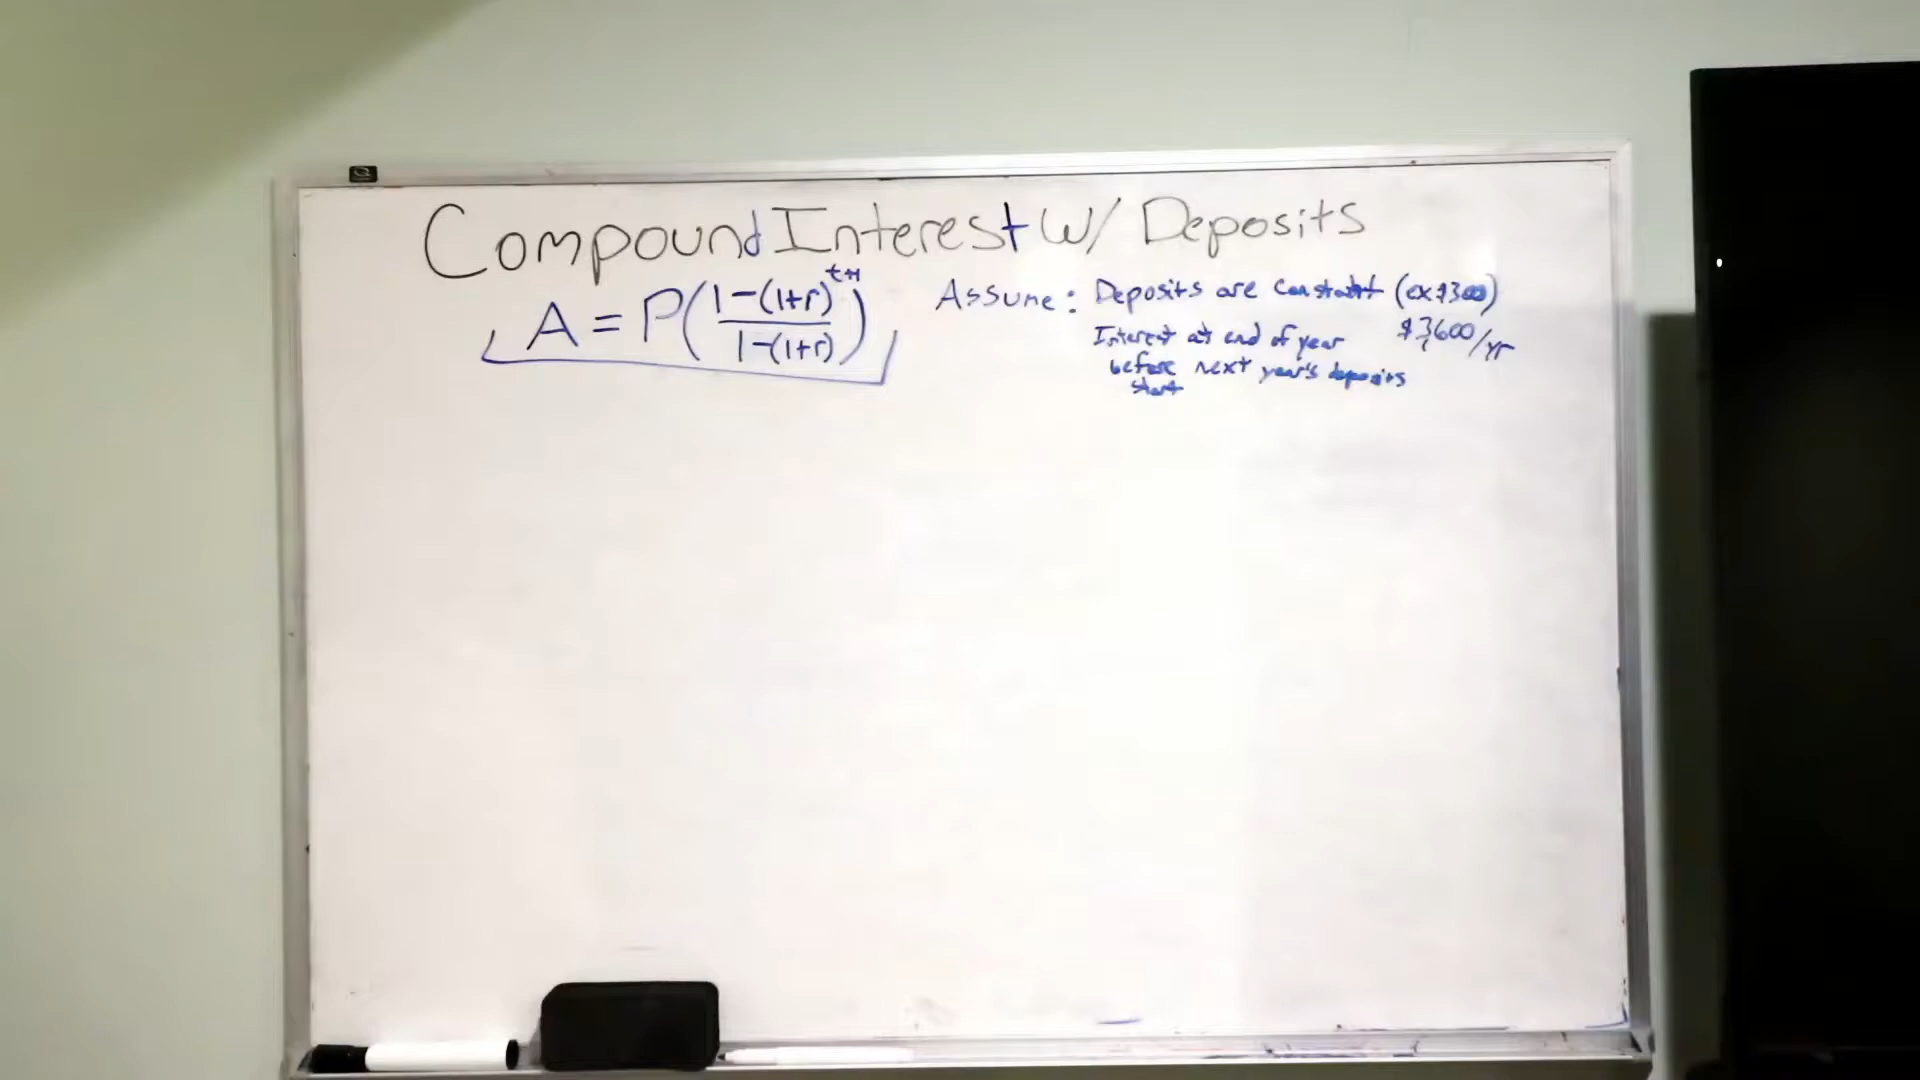 Compound Interest w/ Deposits
A = P((1-(1+r)^t+1)/(1-(1+r)))
Assume: Deposits are constant (ex $300)
$3600/yr
Interest at end of year
before next year's deposits
start